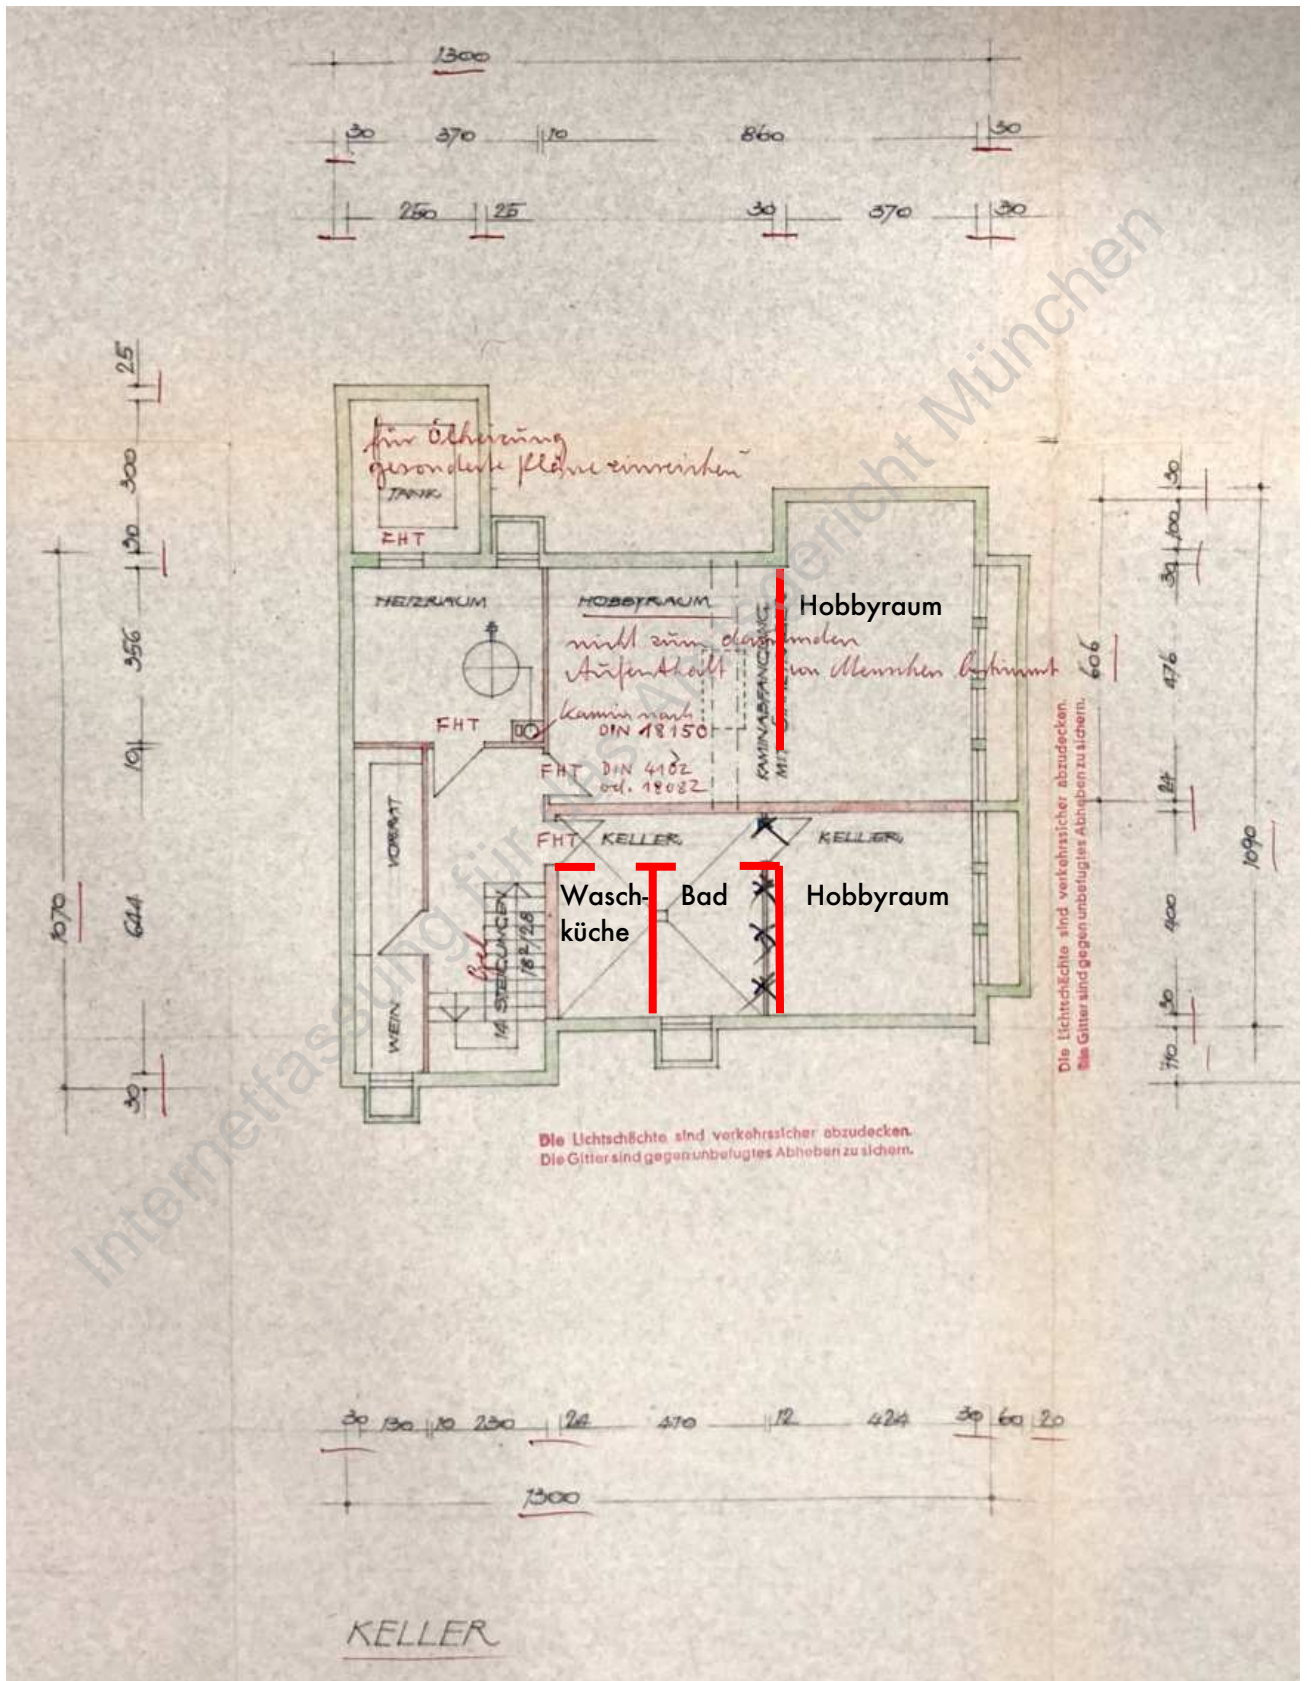 1300
30 370 10 860 30
250 25 30 370 30
25
300
30
356
10
644
30
1070
für Ölheizung
gesonderte Pläne einreichen
TANK
FHT
HEIZRAUM
HOBBYRAUM
Hobbyraum
nicht zum dauernden
Aufenthalt von Menschen bestimmt
Kamin nach
DIN 18150
FHT
FHT DIN 4102
od. 18082
KAMINABFANGUNG
MIT
FHT KELLER
KELLER
VORRAT
WEIN
14 STEIGUNGEN
18²/28
Wasch-
küche
Bad
Hobbyraum
30
100
30
476
24
400
30
606
1090
Die Lichtschächte sind verkehrssicher abzudecken.
Die Gitter sind gegen unbefugtes Abheben zu sichern.
Die Lichtschächte sind verkehrssicher abzudecken.
Die Gitter sind gegen unbefugtes Abheben zu sichern.
30 130 10 230 24 470 12 424 30 60 20
1300
KELLER
Internetfassung für das Amtsgericht München